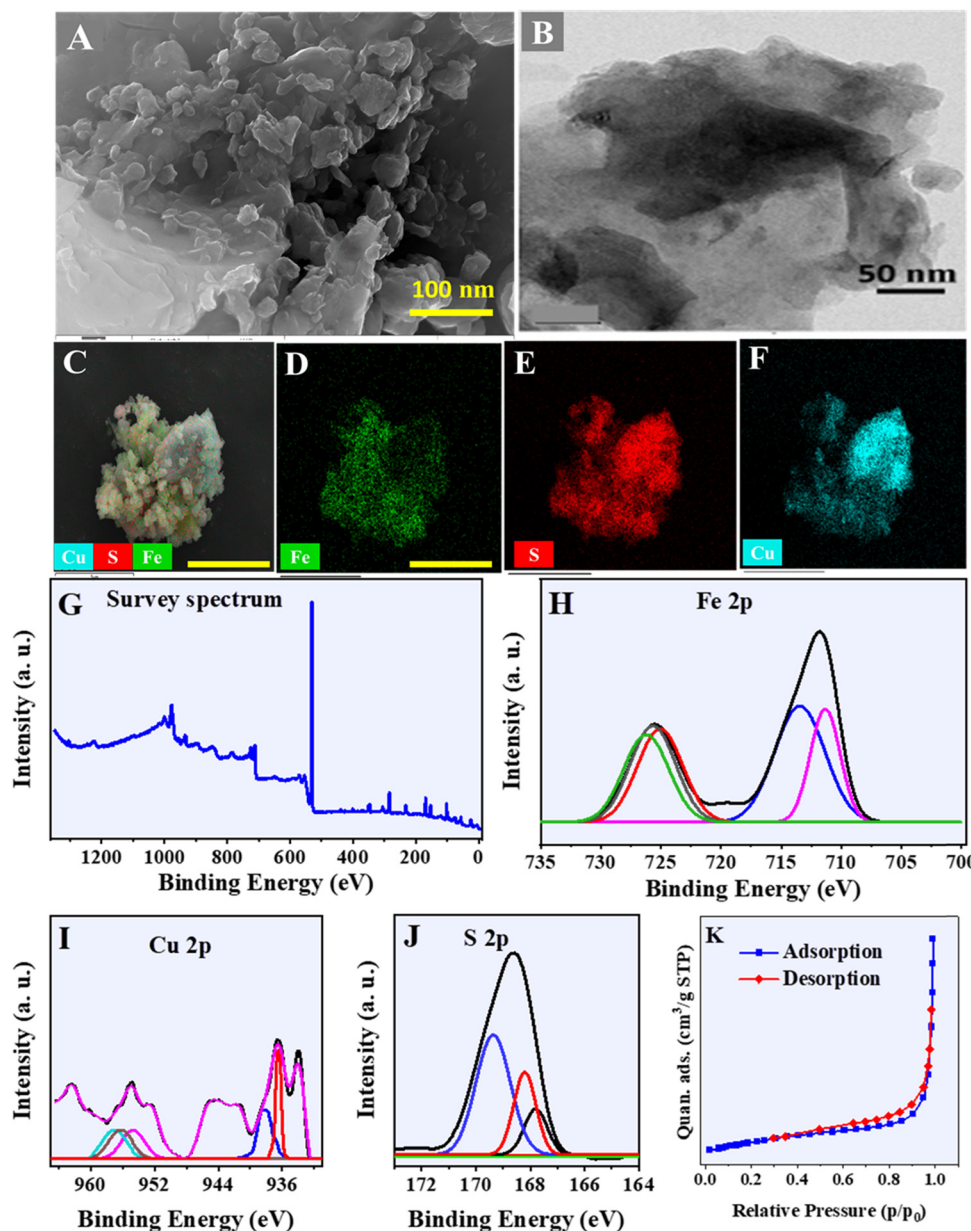 A
100 nm
B
50 nm
C
Cu S Fe
D
Fe
E
S
F
Cu
G Survey spectrum
Intensity (a. u.)
1200 1000 800 600 400 200 0
Binding Energy (eV)
H Fe 2p
Intensity (a. u.)
735 730 725 720 715 710 705 700
Binding Energy (eV)
I Cu 2p
Intensity (a. u.)
960 952 944 936
Binding Energy (eV)
J S 2p
Intensity (a. u.)
172 170 168 166 164
Binding Energy (eV)
K
Adsorption
Desorption
Quan. ads. (cm³/g STP)
0.0 0.2 0.4 0.6 0.8 1.0
Relative Pressure (p/p₀)